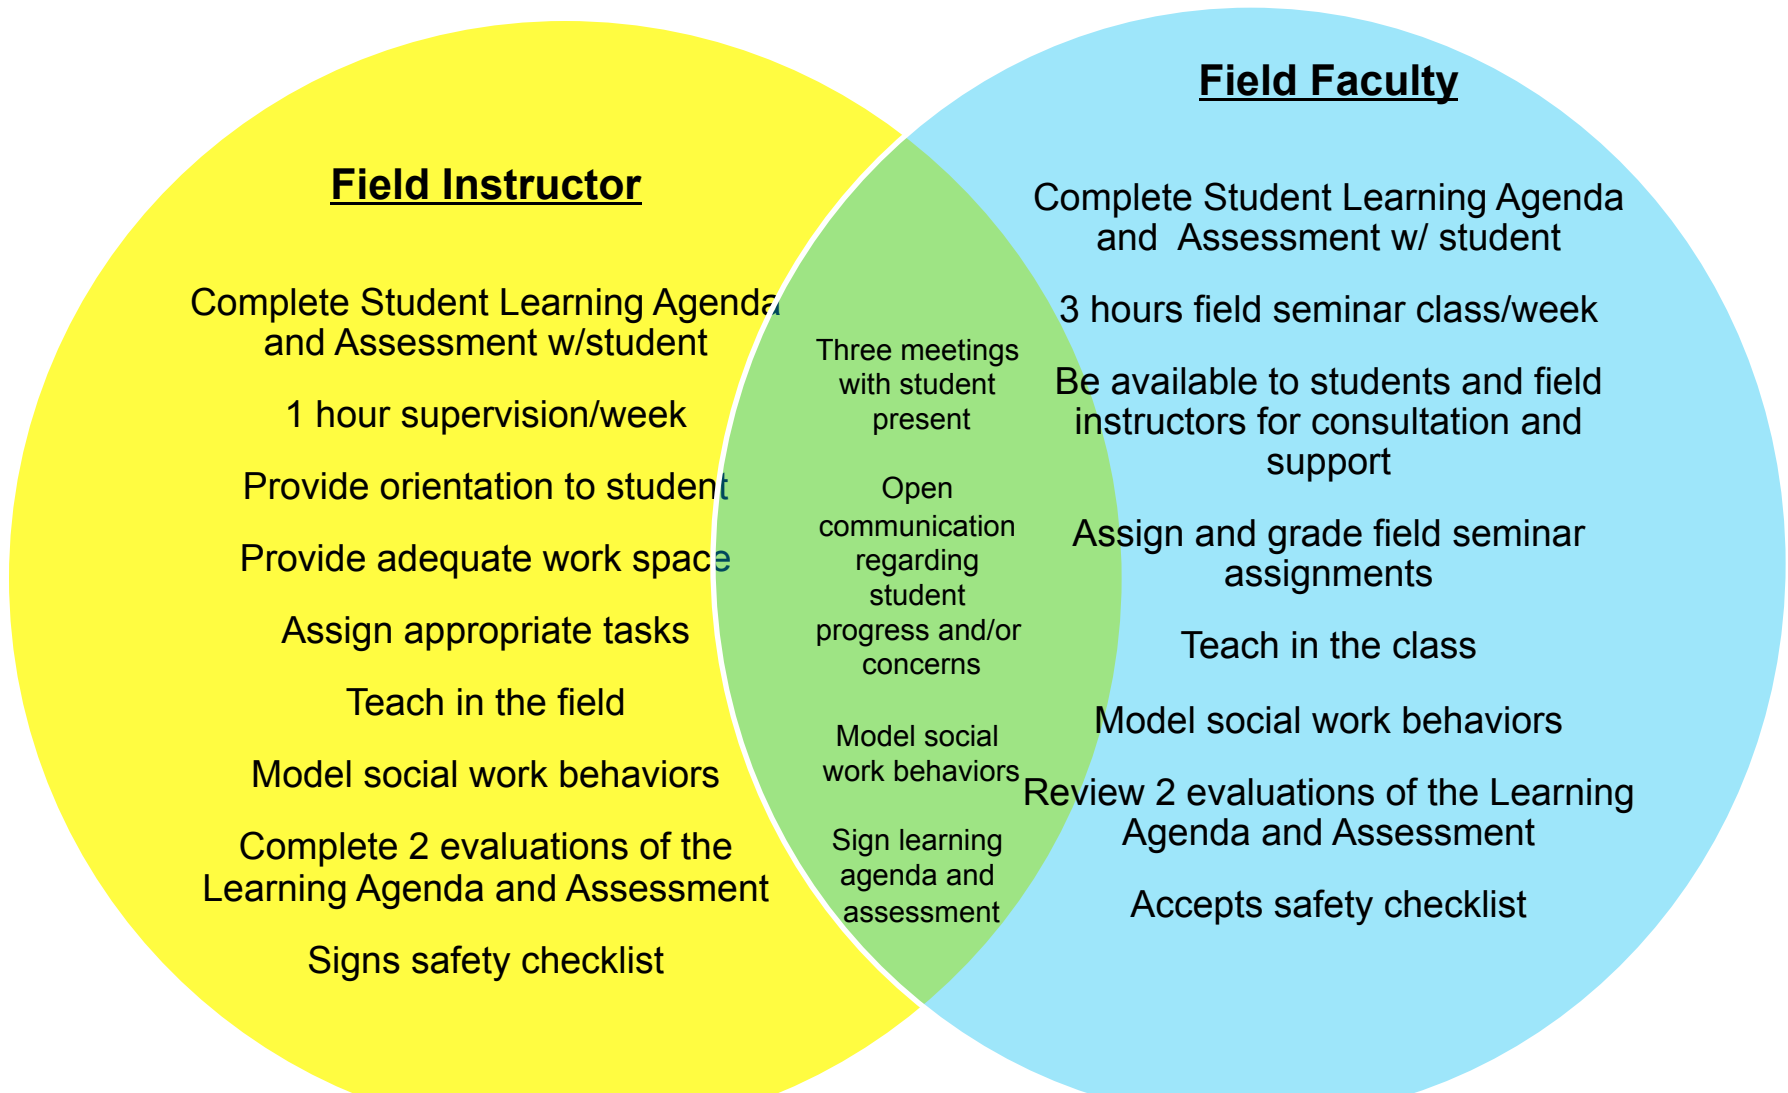 Field Instructor
Complete Student Learning Agenda
and Assessment w/student
1 hour supervision/week
Provide orientation to student
Provide adequate work space
Assign appropriate tasks
Teach in the field
Model social work behaviors
Complete 2 evaluations of the
Learning Agenda and Assessment
Signs safety checklist
Three meetings
with student
present
Open
communication
regarding
student
progress and/or
concerns
Model social
work behaviors
Sign learning
agenda and
assessment
Field Faculty
Complete Student Learning Agenda
and Assessment w/ student
3 hours field seminar class/week
Be available to students and field
instructors for consultation and
support
Assign and grade field seminar
assignments
Teach in the class
Model social work behaviors
Review 2 evaluations of the Learning
Agenda and Assessment
Accepts safety checklist